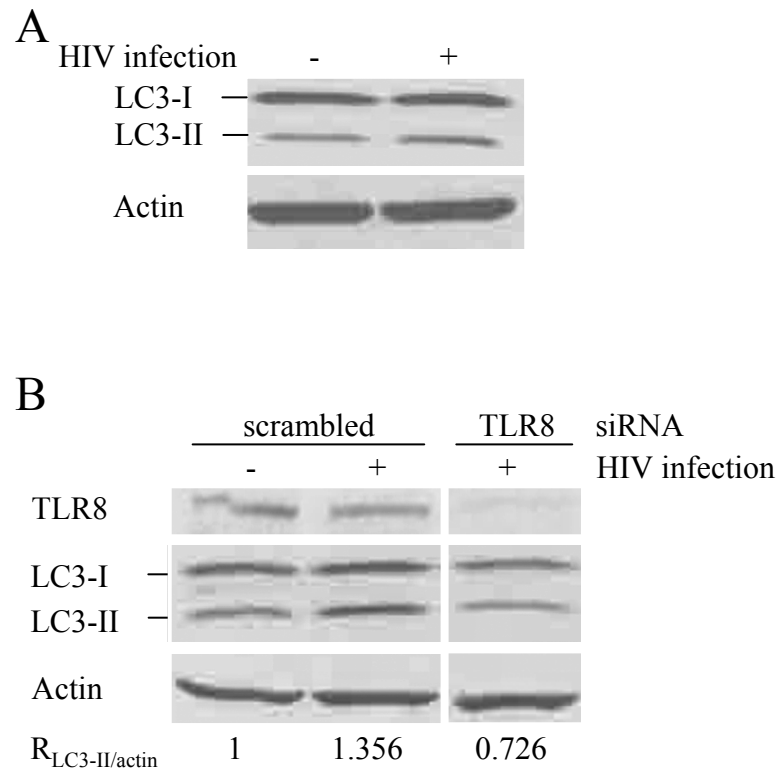 A
HIV infection - +
LC3-I
LC3-II
Actin
B
scrambled TLR8 siRNA
- + + HIV infection
TLR8
LC3-I
LC3-II
Actin
R LC3-II/actin 1 1.356 0.726